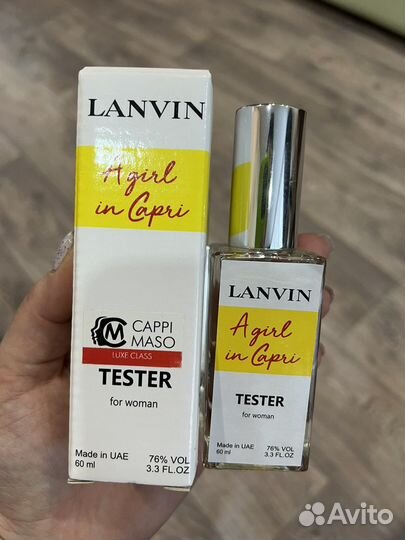 LANVIN
A girl
in Capri
CM
CAPPI
MASO
LUXE CLASS
TESTER
for woman
Made in UAE 76% VOL
60 ml 3.3 FL.OZ
LANVIN
A girl
in Capri
TESTER
for woman
Made in UAE 76% VOL
60 ml 3.3 FL.OZ
Avito